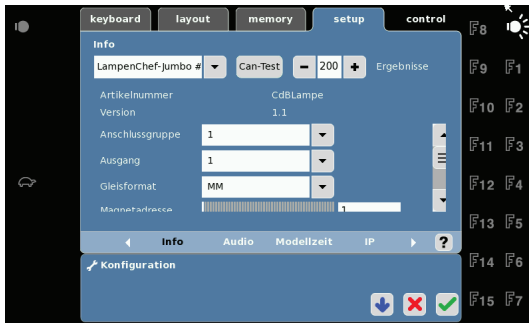 keyboard layout memory setup control
Info
LampenChef-Jumbo # Can-Test − 200 + Ergebnisse
Artikelnummer CdBLampe
Version 1.1
Anschlussgruppe 1
Ausgang 1
Gleisformat MM
Magnetadresse 1
Info Audio Modellzeit IP ?
Konfiguration
F8
F9 F1
F10 F2
F11 F3
F12 F4
F13 F5
F14 F6
F15 F7